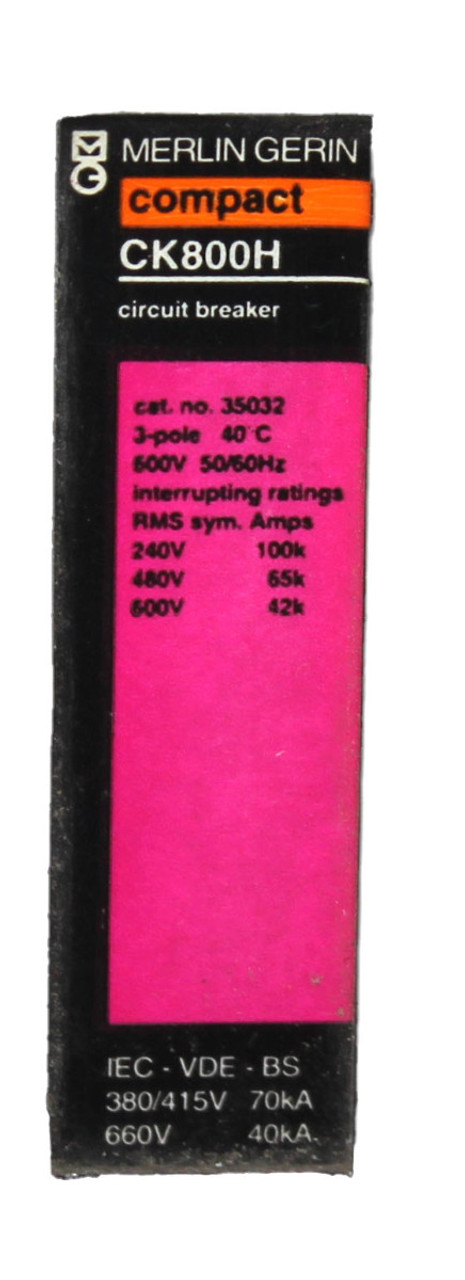 MERLIN GERIN
compact
CK800H
circuit breaker
cat. no. 35032
3-pole 40°C
600V 50/60Hz
interrupting ratings
RMS sym. Amps
240V 100k
480V 65k
600V 42k
IEC - VDE - BS
380/415V 70kA
660V 40kA